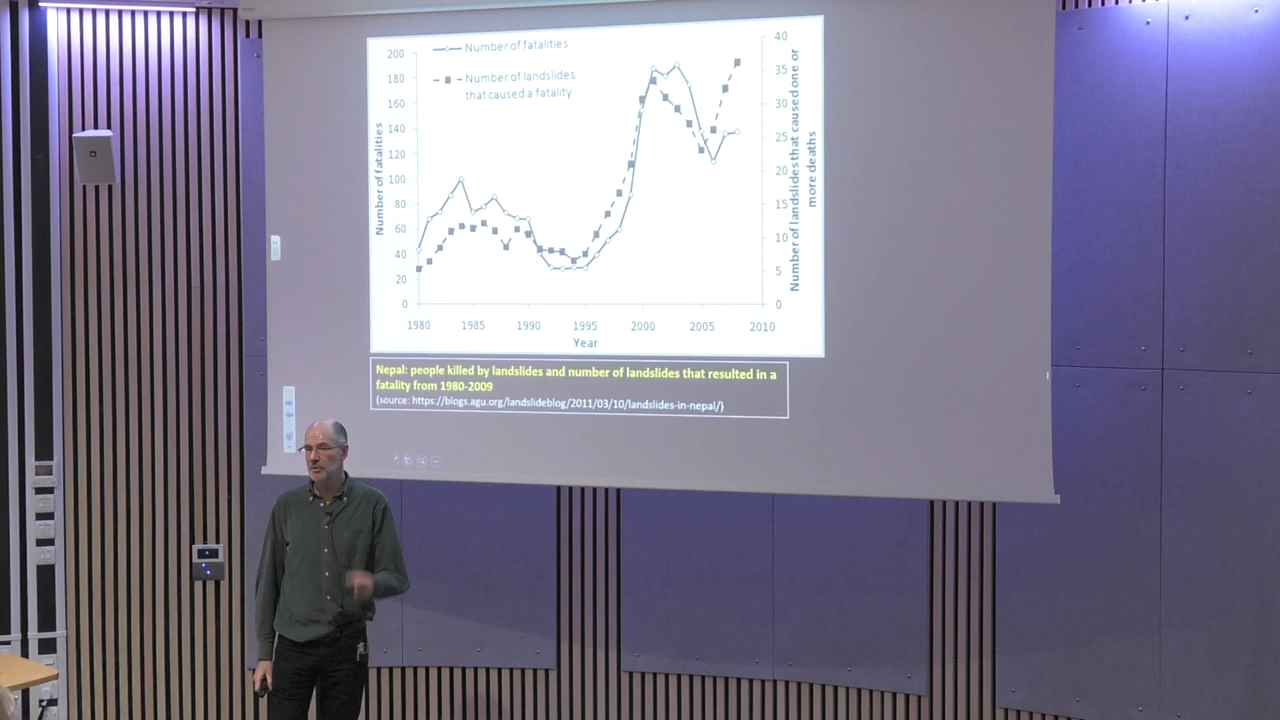 Number of fatalities
Number of landslides
that caused a fatality
200
180
160
140
120
100
80
60
40
20
0
Number of fatalities
40
35
30
25
20
15
10
5
0
Number of landslides that caused one or
more deaths
1980
1985
1990
1995
2000
2005
2010
Year
Nepal: people killed by landslides and number of landslides that resulted in a
fatality from 1980-2009
(source: https://blogs.agu.org/landslideblog/2011/03/10/landslides-in-nepal/)